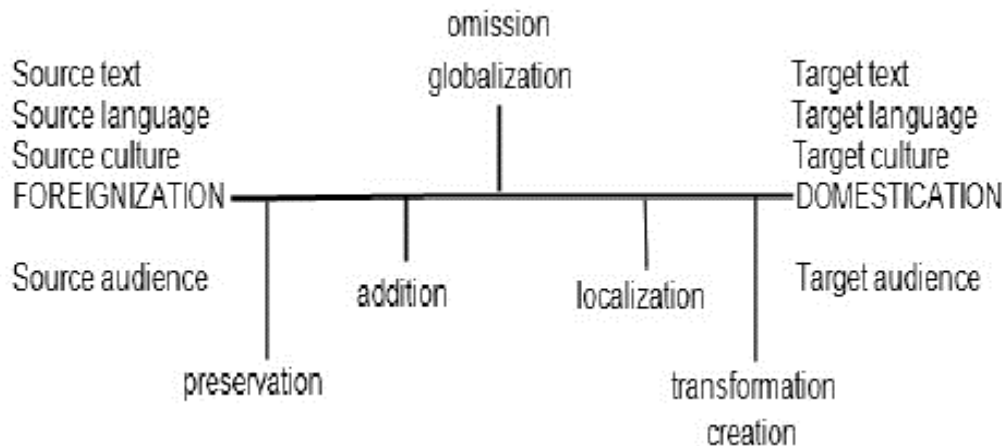 omission
globalization
Source text
Source language
Source culture
FOREIGNIZATION
Target text
Target language
Target culture
DOMESTICATION
Source audience
addition
localization
Target audience
preservation
transformation
creation